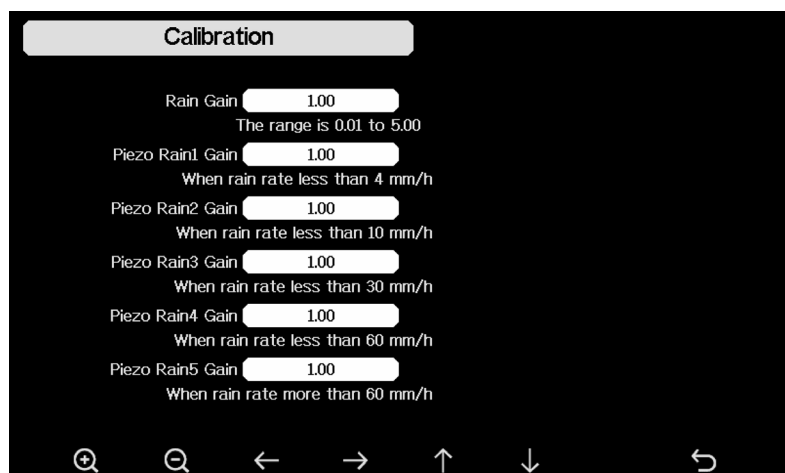 Calibration
Rain Gain 1.00
The range is 0.01 to 5.00
Piezo Rain1 Gain 1.00
When rain rate less than 4 mm/h
Piezo Rain2 Gain 1.00
When rain rate less than 10 mm/h
Piezo Rain3 Gain 1.00
When rain rate less than 30 mm/h
Piezo Rain4 Gain 1.00
When rain rate less than 60 mm/h
Piezo Rain5 Gain 1.00
When rain rate more than 60 mm/h